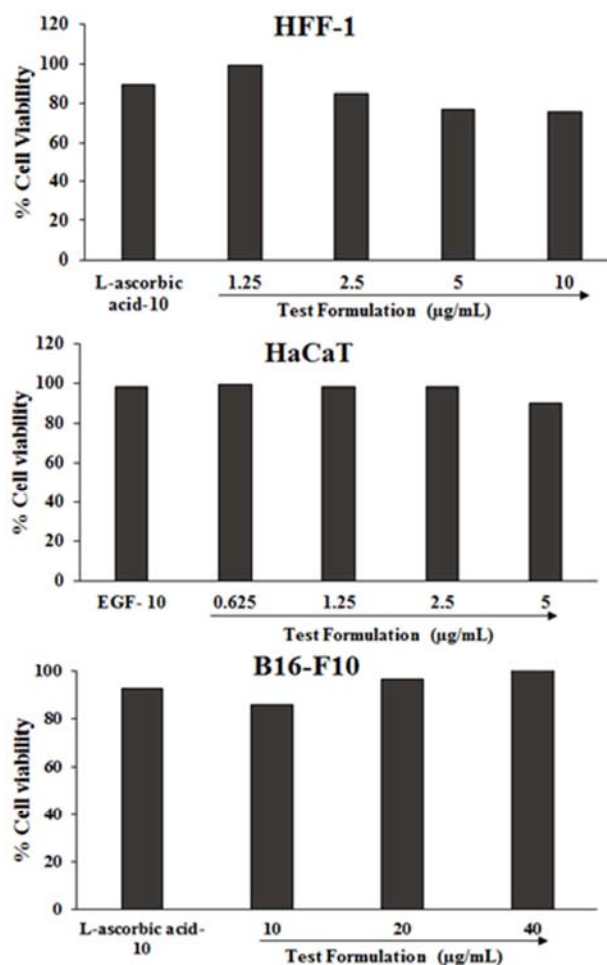 HFF-1
% Cell Viability
120
100
80
60
40
20
0
L-ascorbic
acid-10
1.25 2.5 5 10
Test Formulation (µg/mL)
HaCaT
% Cell viability
120
100
80
60
40
20
0
EGF- 10 0.625 1.25 2.5 5
Test Formulation (µg/mL)
B16-F10
% Cell viability
100
80
60
40
20
0
L-ascorbic acid-
10
10 20 40
Test Formulation (µg/mL)